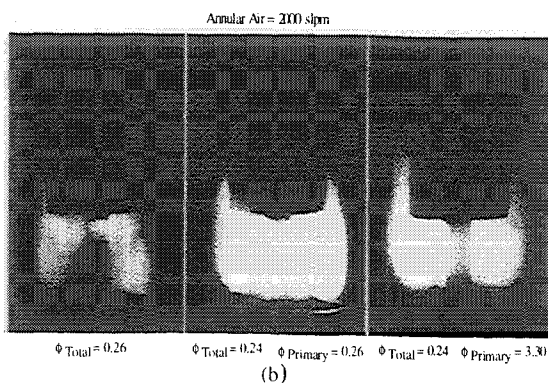 Annular Air = 2000 slpm
ϕ Total = 0.26
ϕ Total = 0.24 ϕ Primary = 0.26
ϕ Total = 0.24 ϕ Primary = 3.30
(b)